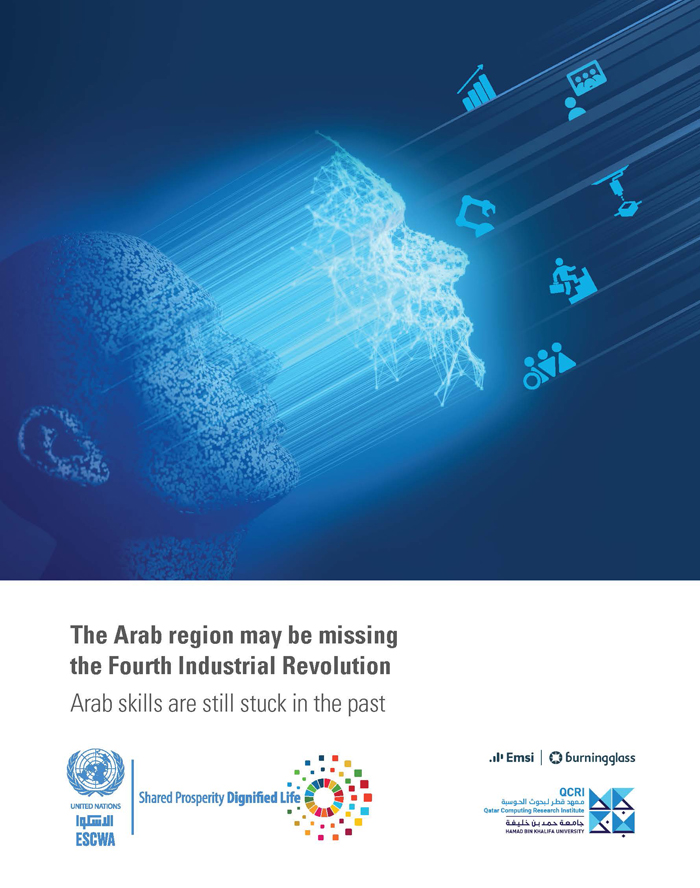 The Arab region may be missing
the Fourth Industrial Revolution
Arab skills are still stuck in the past
UNITED NATIONS
الاسكوا
ESCWA
Shared Prosperity Dignified Life
Emsi | burningglass
QCRI
معهد قطر لبحوث الحوسبة
Qatar Computing Research Institute
جامعة حمد بن خليفة
HAMAD BIN KHALIFA UNIVERSITY